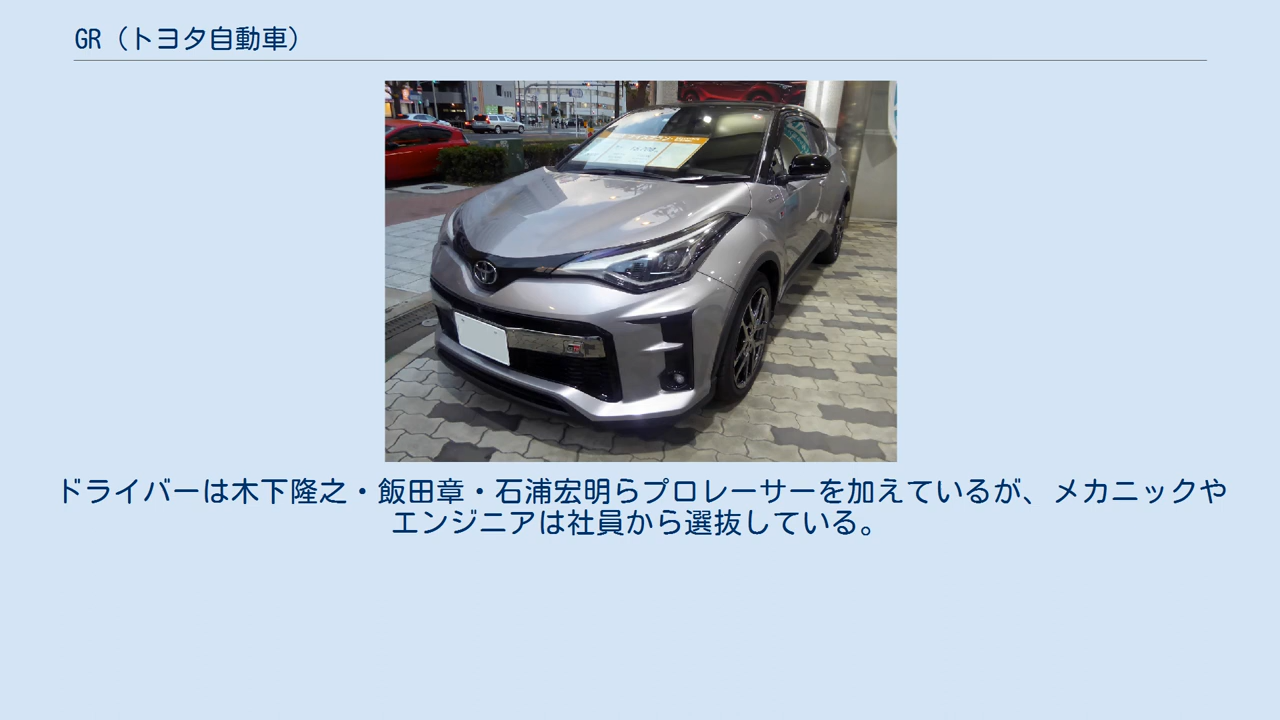 GR（トヨタ自動車）
ドライバーは木下隆之・飯田章・石浦宏明らプロレーサーを加えているが、メカニックや
エンジニアは社員から選抜している。